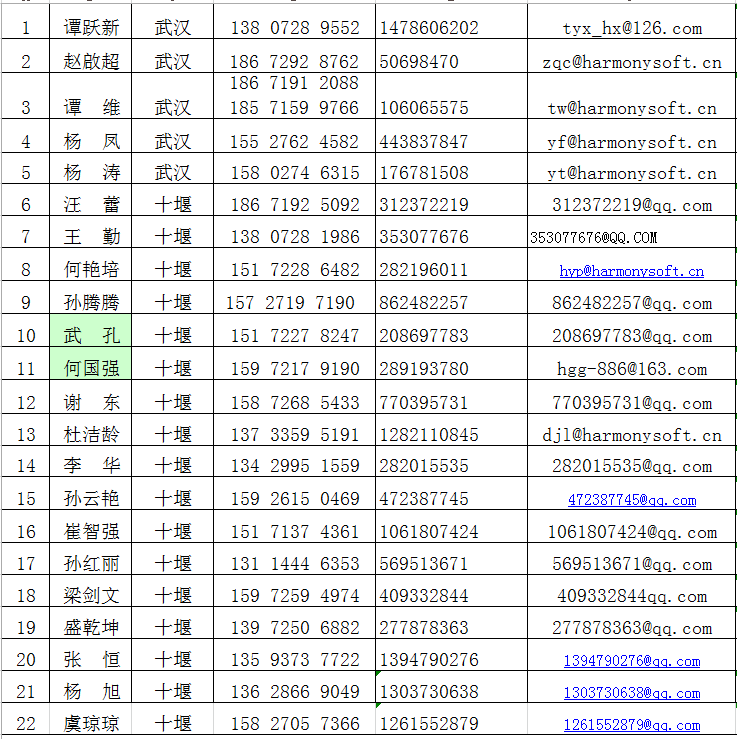 1 谭跃新 武汉 138 0728 9552 1478606202 tyx_hx@126.com
2 赵啟超 武汉 186 7292 8762 50698470 zqc@harmonysoft.cn
186 7191 2088
3 谭 维 武汉 185 7159 9766 106065575 tw@harmonysoft.cn
4 杨 凤 武汉 155 2762 4582 443837847 yf@harmonysoft.cn
5 杨 涛 武汉 158 0274 6315 176781508 yt@harmonysoft.cn
6 汪 蕾 十堰 186 7192 5092 312372219 312372219@qq.com
7 王 勤 十堰 138 0728 1986 353077676 353077676@QQ.COM
8 何艳培 十堰 151 7228 6482 282196011 hyp@harmonysoft.cn
9 孙腾腾 十堰 157 2719 7190 862482257 862482257@qq.com
10 武 孔 十堰 151 7227 8247 208697783 208697783@qq.com
11 何国强 十堰 159 7217 9190 289193780 hgg-886@163.com
12 谢 东 十堰 158 7268 5433 770395731 770395731@qq.com
13 杜洁龄 十堰 137 3359 5191 1282110845 djl@harmonysoft.cn
14 李 华 十堰 134 2995 1559 282015535 282015535@qq.com
15 孙云艳 十堰 159 2615 0469 472387745 472387745@qq.com
16 崔智强 十堰 151 7137 4361 1061807424 1061807424@qq.com
17 孙红丽 十堰 131 1444 6353 569513671 569513671@qq.com
18 梁剑文 十堰 159 7259 4974 409332844 409332844qq.com
19 盛乾坤 十堰 139 7250 6882 277878363 277878363@qq.com
20 张 恒 十堰 135 9373 7722 1394790276 1394790276@qq.com
21 杨 旭 十堰 136 2866 9049 1303730638 1303730638@qq.com
22 虞琼琼 十堰 158 2705 7366 1261552879 1261552879@qq.com